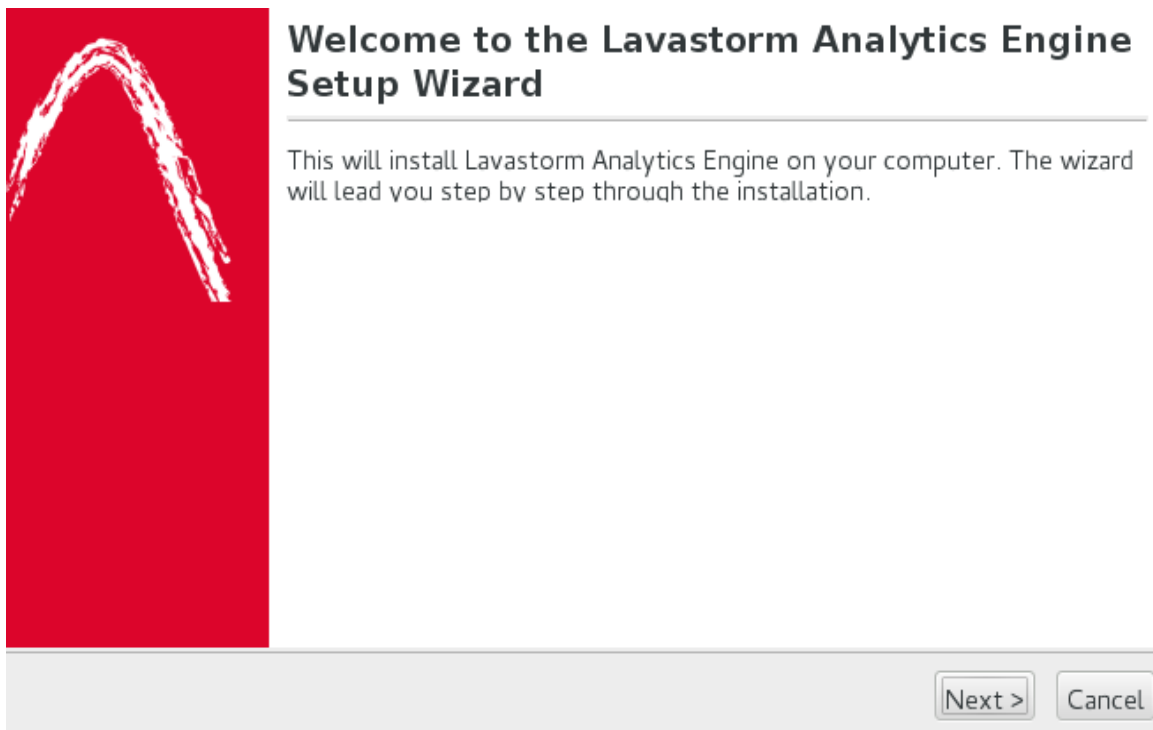 Welcome to the Lavastorm Analytics Engine
Setup Wizard
This will install Lavastorm Analytics Engine on your computer. The wizard
will lead you step by step through the installation.
Next >
Cancel